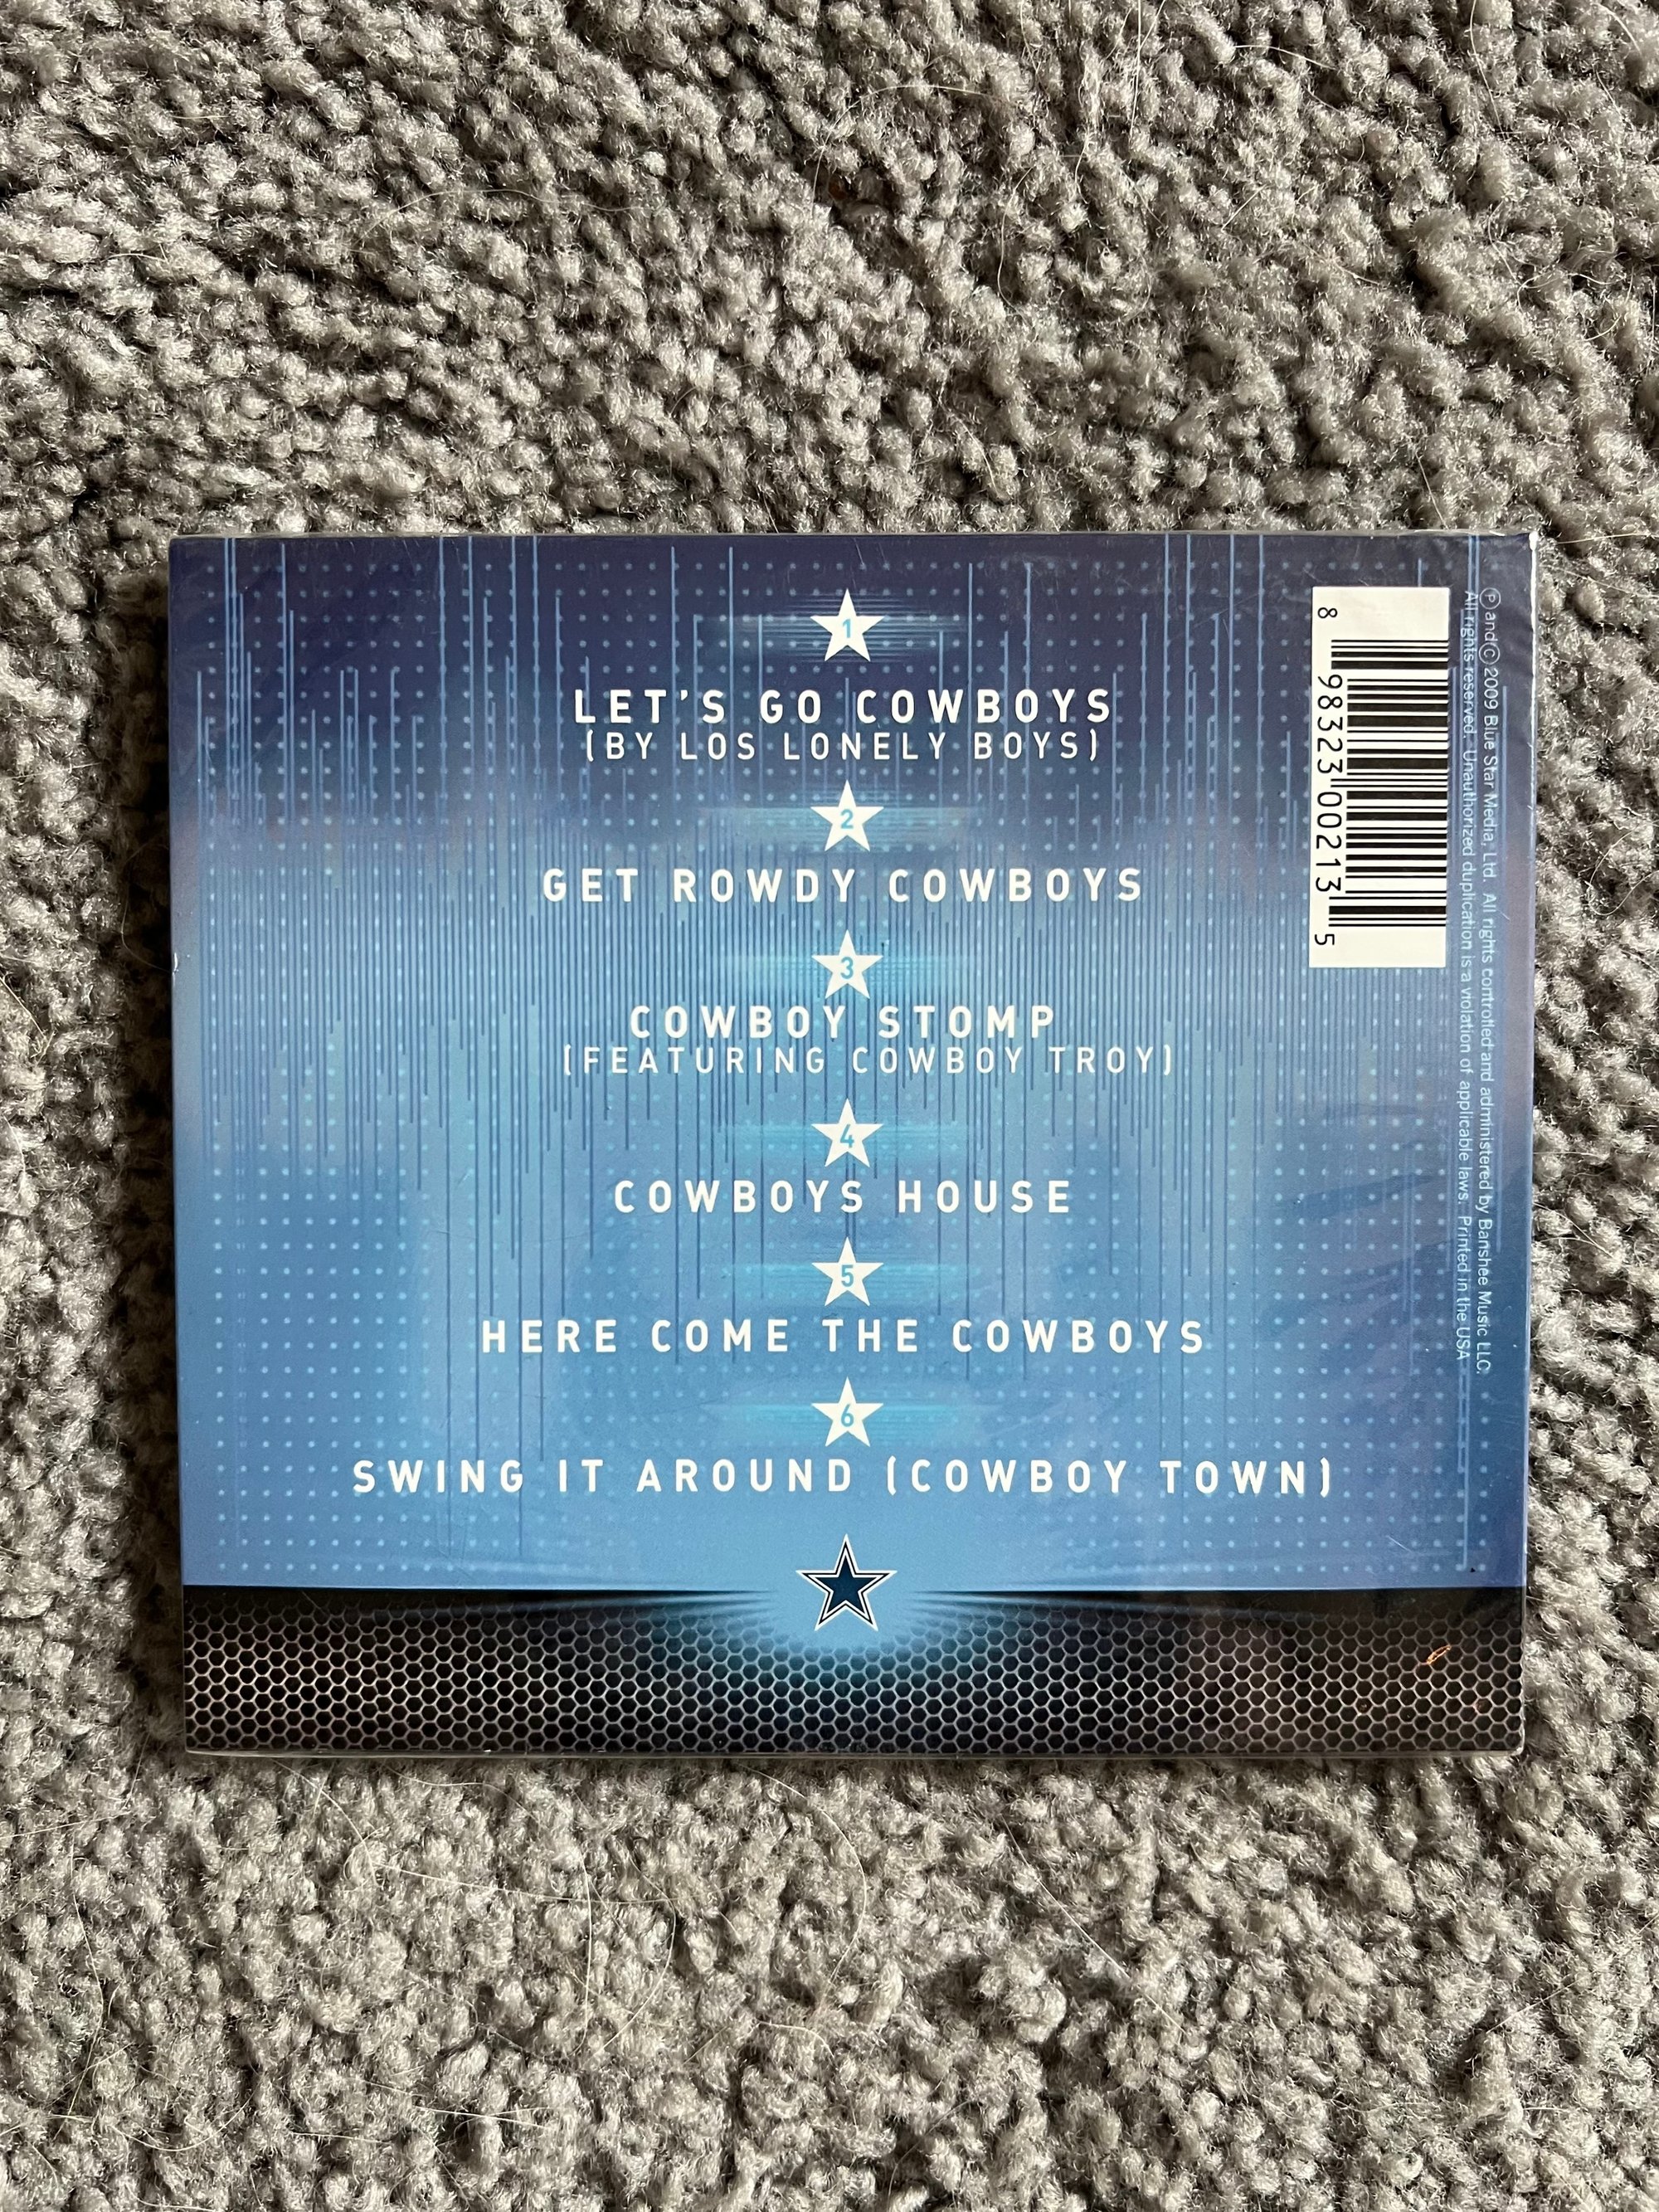 1
LET'S GO COWBOYS
(BY LOS LONELY BOYS)
2
GET ROWDY COWBOYS
3
COWBOY STOMP
(FEATURING COWBOY TROY)
4
COWBOYS HOUSE
5
HERE COME THE COWBOYS
6
SWING IT AROUND (COWBOY TOWN)
8 98323 00213 5
Ⓟ and © 2009 Blue Star Media, Ltd. All rights controlled and administered by Banshee Music LLC.
All rights reserved. Unauthorized duplication is a violation of applicable laws. Printed in the USA